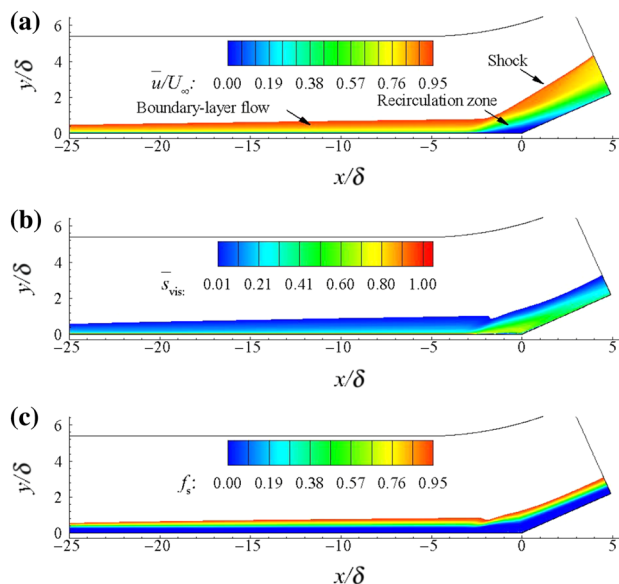 (a)
6
4
2
0
y/δ
u̅/U∞:
0.00 0.19 0.38 0.57 0.76 0.95
Shock
Boundary-layer flow
Recirculation zone
−25 −20 −15 −10 −5 0 5
x/δ
(b)
6
4
2
0
y/δ
s̅vis:
0.01 0.21 0.41 0.60 0.80 1.00
−25 −20 −15 −10 −5 0 5
x/δ
(c)
6
4
2
0
y/δ
fs:
0.00 0.19 0.38 0.57 0.76 0.95
−25 −20 −15 −10 −5 0 5
x/δ